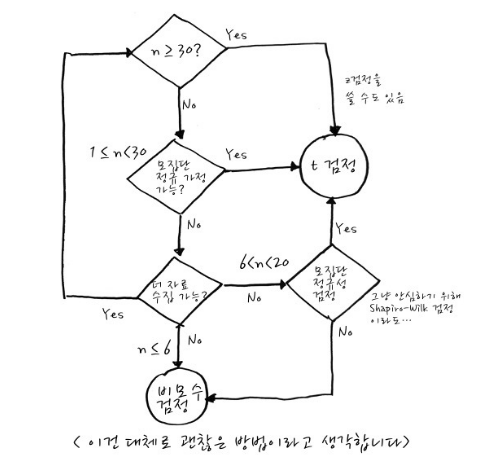 n ≥ 30?
Yes
No
z검정을
쓸 수도 있음
1 ≤ n < 30
모집단
정규 가정
가능?
Yes
No
t 검정
더 자료
수집 가능?
Yes
No
6<n<20
모집단
정규성
검정
Yes
No
그냥 안심하기 위해
Shapiro-Wilk 검정
이라도...
n ≤ 6
비모수
검정
< 이건 대체로 괜찮은 방법이라고 생각합니다>